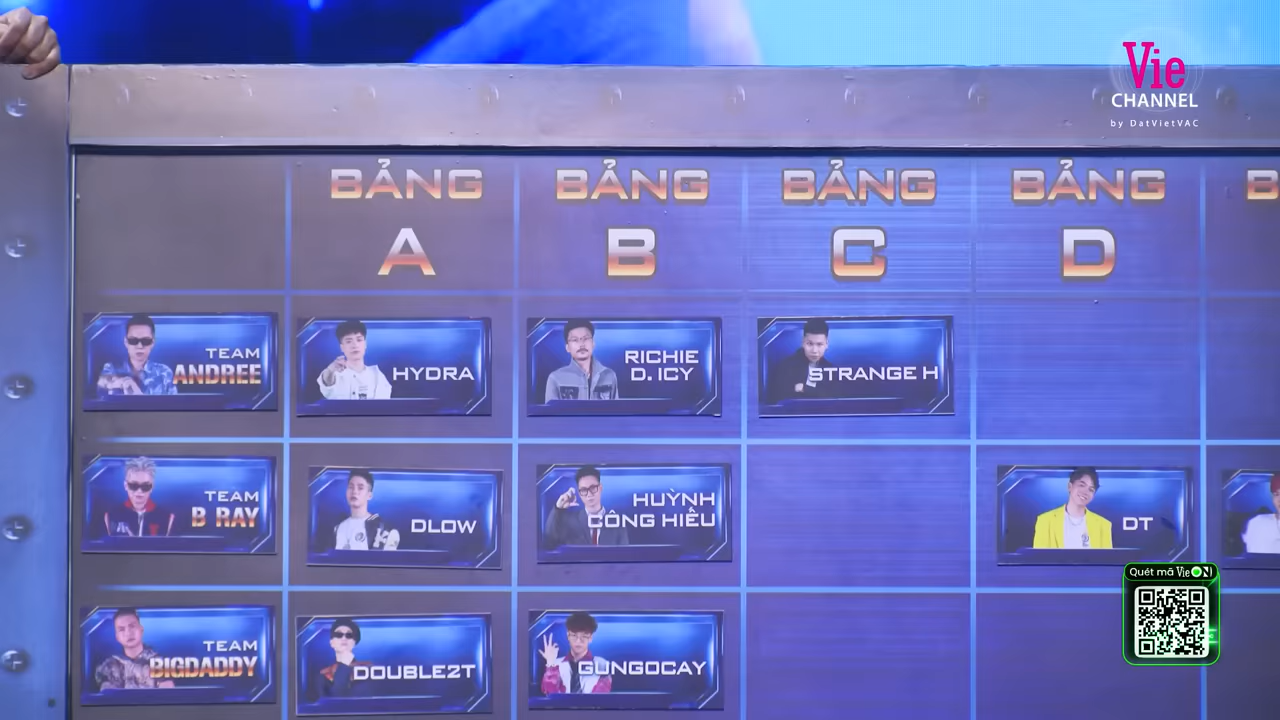 Vie
CHANNEL
by DatVietVAC
BẢNG
A
BẢNG
B
BẢNG
C
BẢNG
D
TEAM
ANDREE
HYDRA
RICHIE
D. ICY
STRANGE H
TEAM
B RAY
DLOW
HUỲNH
CÔNG HIẾU
DT
Quét mã VieON
TEAM
BIGDADDY
DOUBLE2T
GUNGOCAY